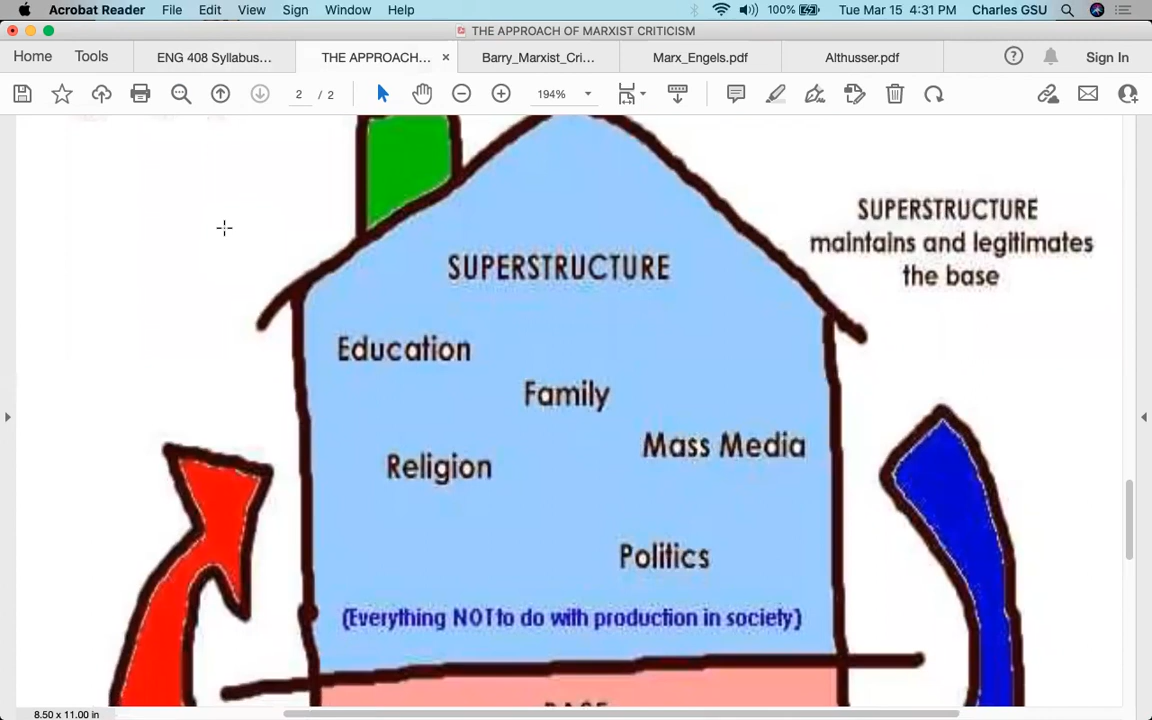 Acrobat Reader File Edit View Sign Window Help 100% Tue Mar 15 4:31 PM Charles GSU
THE APPROACH OF MARXIST CRITICISM
Home Tools ENG 408 Syllabus... THE APPROACH... × Barry_Marxist_Cri... Marx_Engels.pdf Althusser.pdf Sign In
2 / 2 194%
SUPERSTRUCTURE
maintains and legitimates
the base
SUPERSTRUCTURE
Education
Family
Mass Media
Religion
Politics
(Everything NOT to do with production in society)
BASE
8.50 x 11.00 in